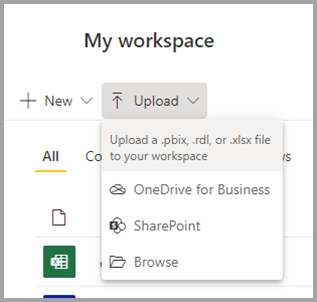 My workspace
New
Upload
Upload a .pbix, .rdl, or .xlsx file
to your workspace
All
OneDrive for Business
SharePoint
Browse